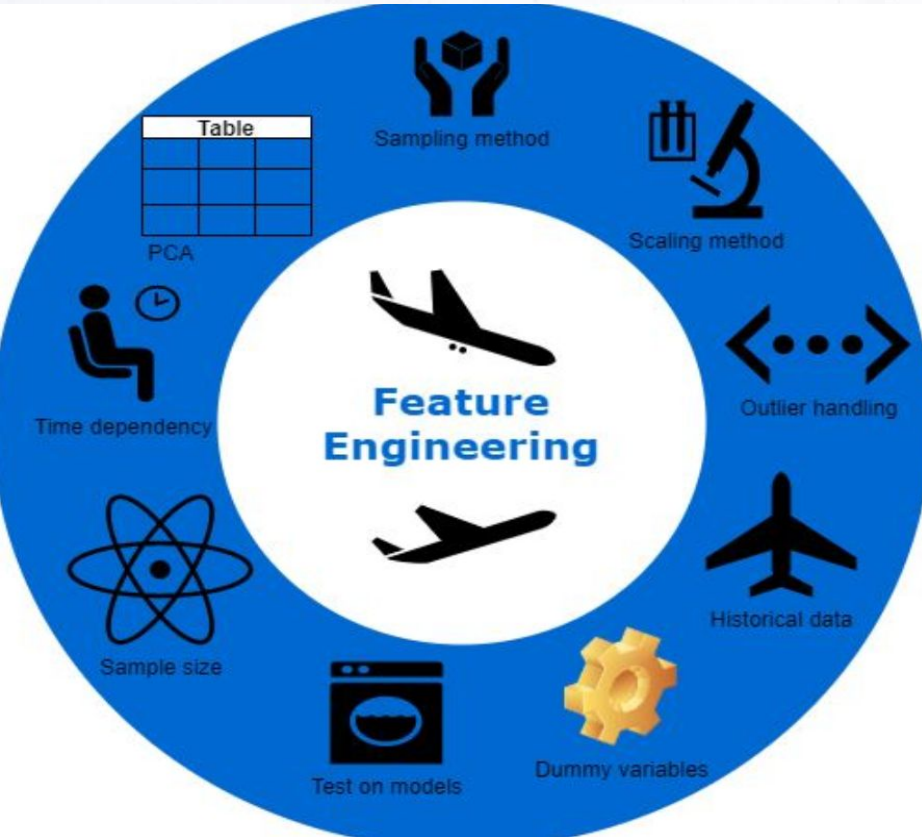 Sampling method
Table
PCA
Scaling method
Time dependency
Outlier handling
Feature
Engineering
Sample size
Historical data
Test on models
Dummy variables